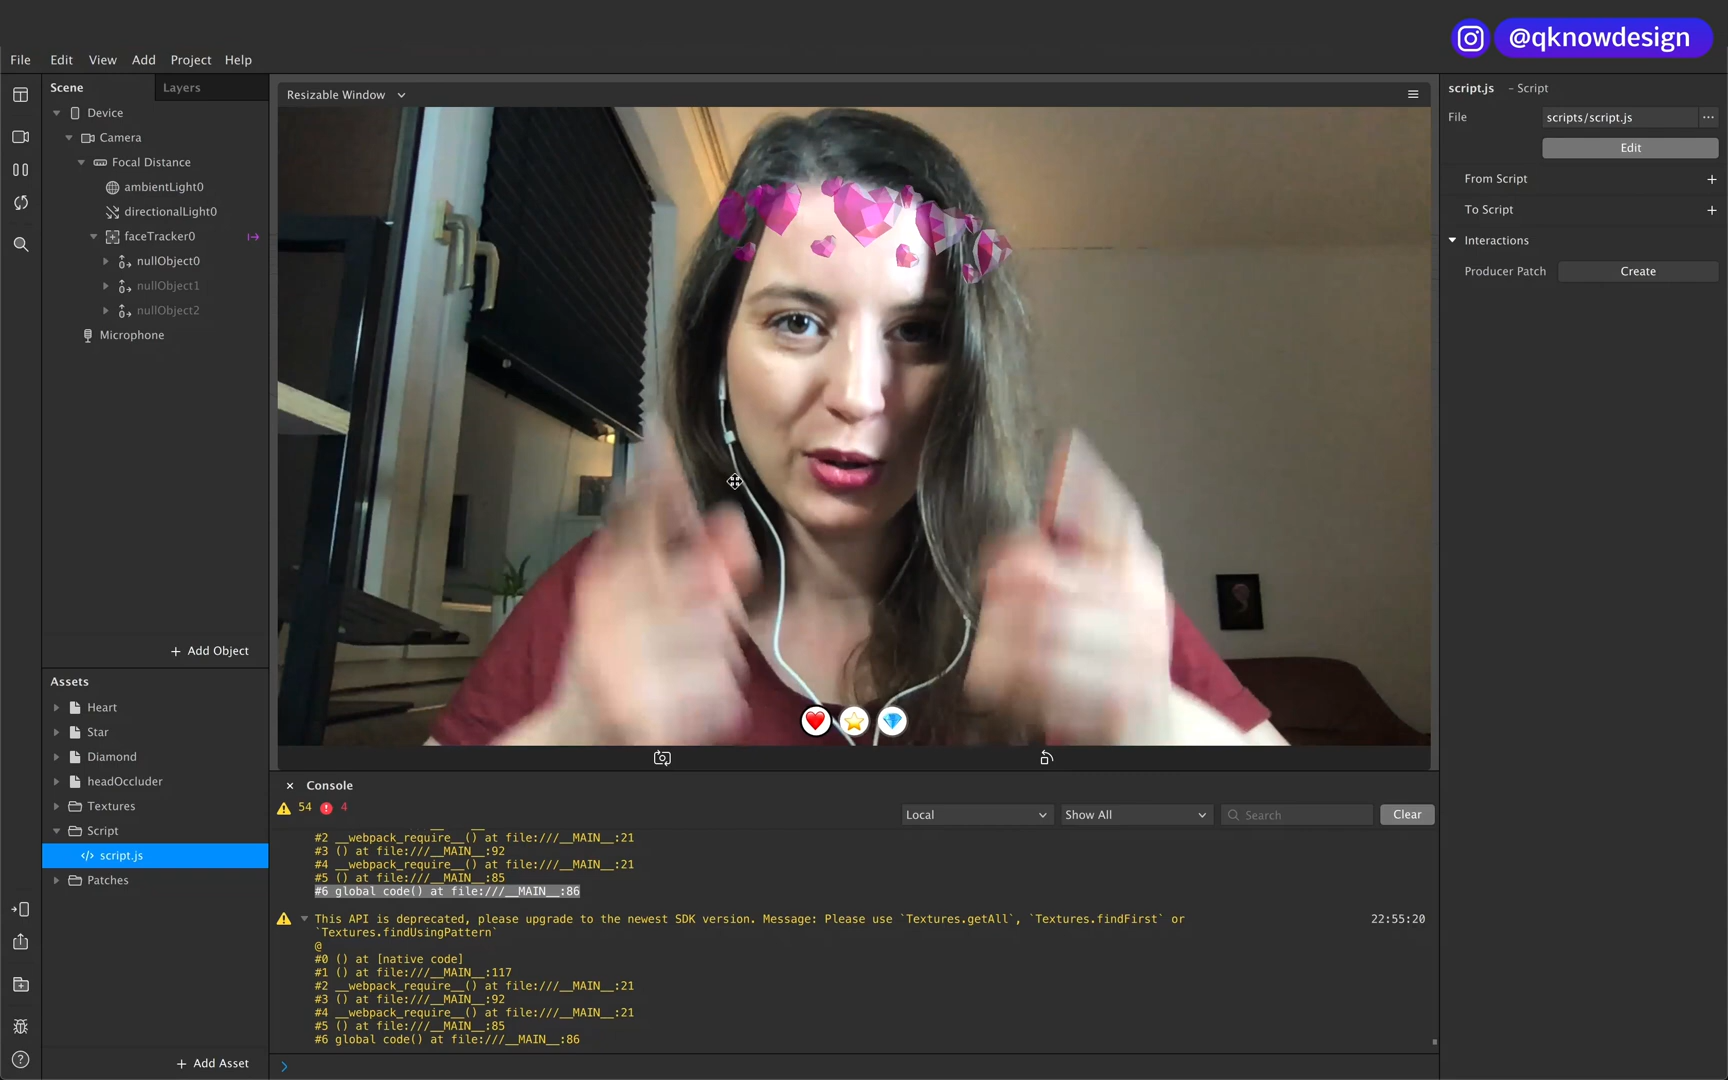 @qknowdesign
File Edit View Add Project Help
Scene Layers
Device
Camera
Focal Distance
ambientLight0
directionalLight0
faceTracker0
nullObject0
nullObject1
nullObject2
Microphone
+ Add Object
Assets
Heart
Star
Diamond
headOccluder
Textures
Script
script.js
Patches
+ Add Asset
Resizable Window
Console
54 4
Local
Show All
Search
Clear
#2 __webpack_require__() at file:///__MAIN__:21
#3 () at file:///__MAIN__:92
#4 __webpack_require__() at file:///__MAIN__:21
#5 () at file:///__MAIN__:85
#6 global code() at file:///__MAIN__:86
This API is deprecated, please upgrade to the newest SDK version. Message: Please use `Textures.getAll`, `Textures.findFirst` or
22:55:20
`Textures.findUsingPattern`
@
#0 () at [native code]
#1 () at file:///__MAIN__:117
#2 __webpack_require__() at file:///__MAIN__:21
#3 () at file:///__MAIN__:92
#4 __webpack_require__() at file:///__MAIN__:21
#5 () at file:///__MAIN__:85
#6 global code() at file:///__MAIN__:86
script.js - Script
File scripts/script.js ...
Edit
From Script +
To Script +
Interactions
Producer Patch Create